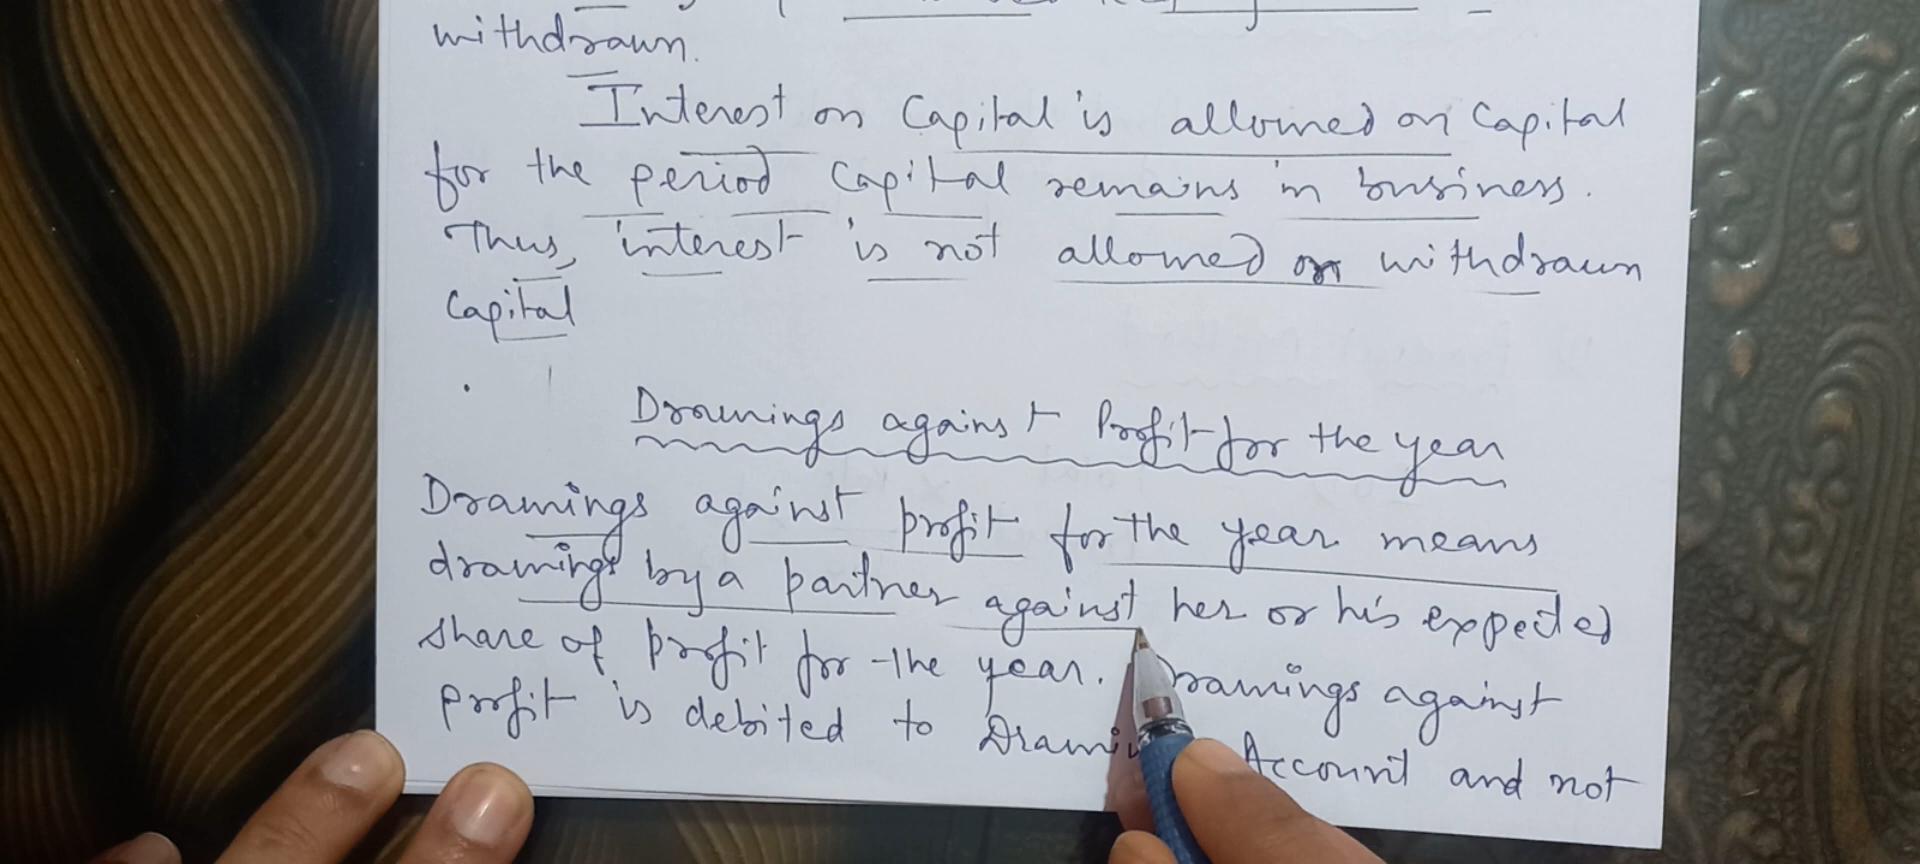 withdrawn.
Interest on Capital is allowed on Capital
for the period Capital remains in business.
Thus, interest is not allowed on withdrawn
Capital
Drawings against Profit for the year
Drawings against profit for the year means
drawings by a partner against her or his expected
share of profit for the year. Drawings against
profit is debited to Account and not